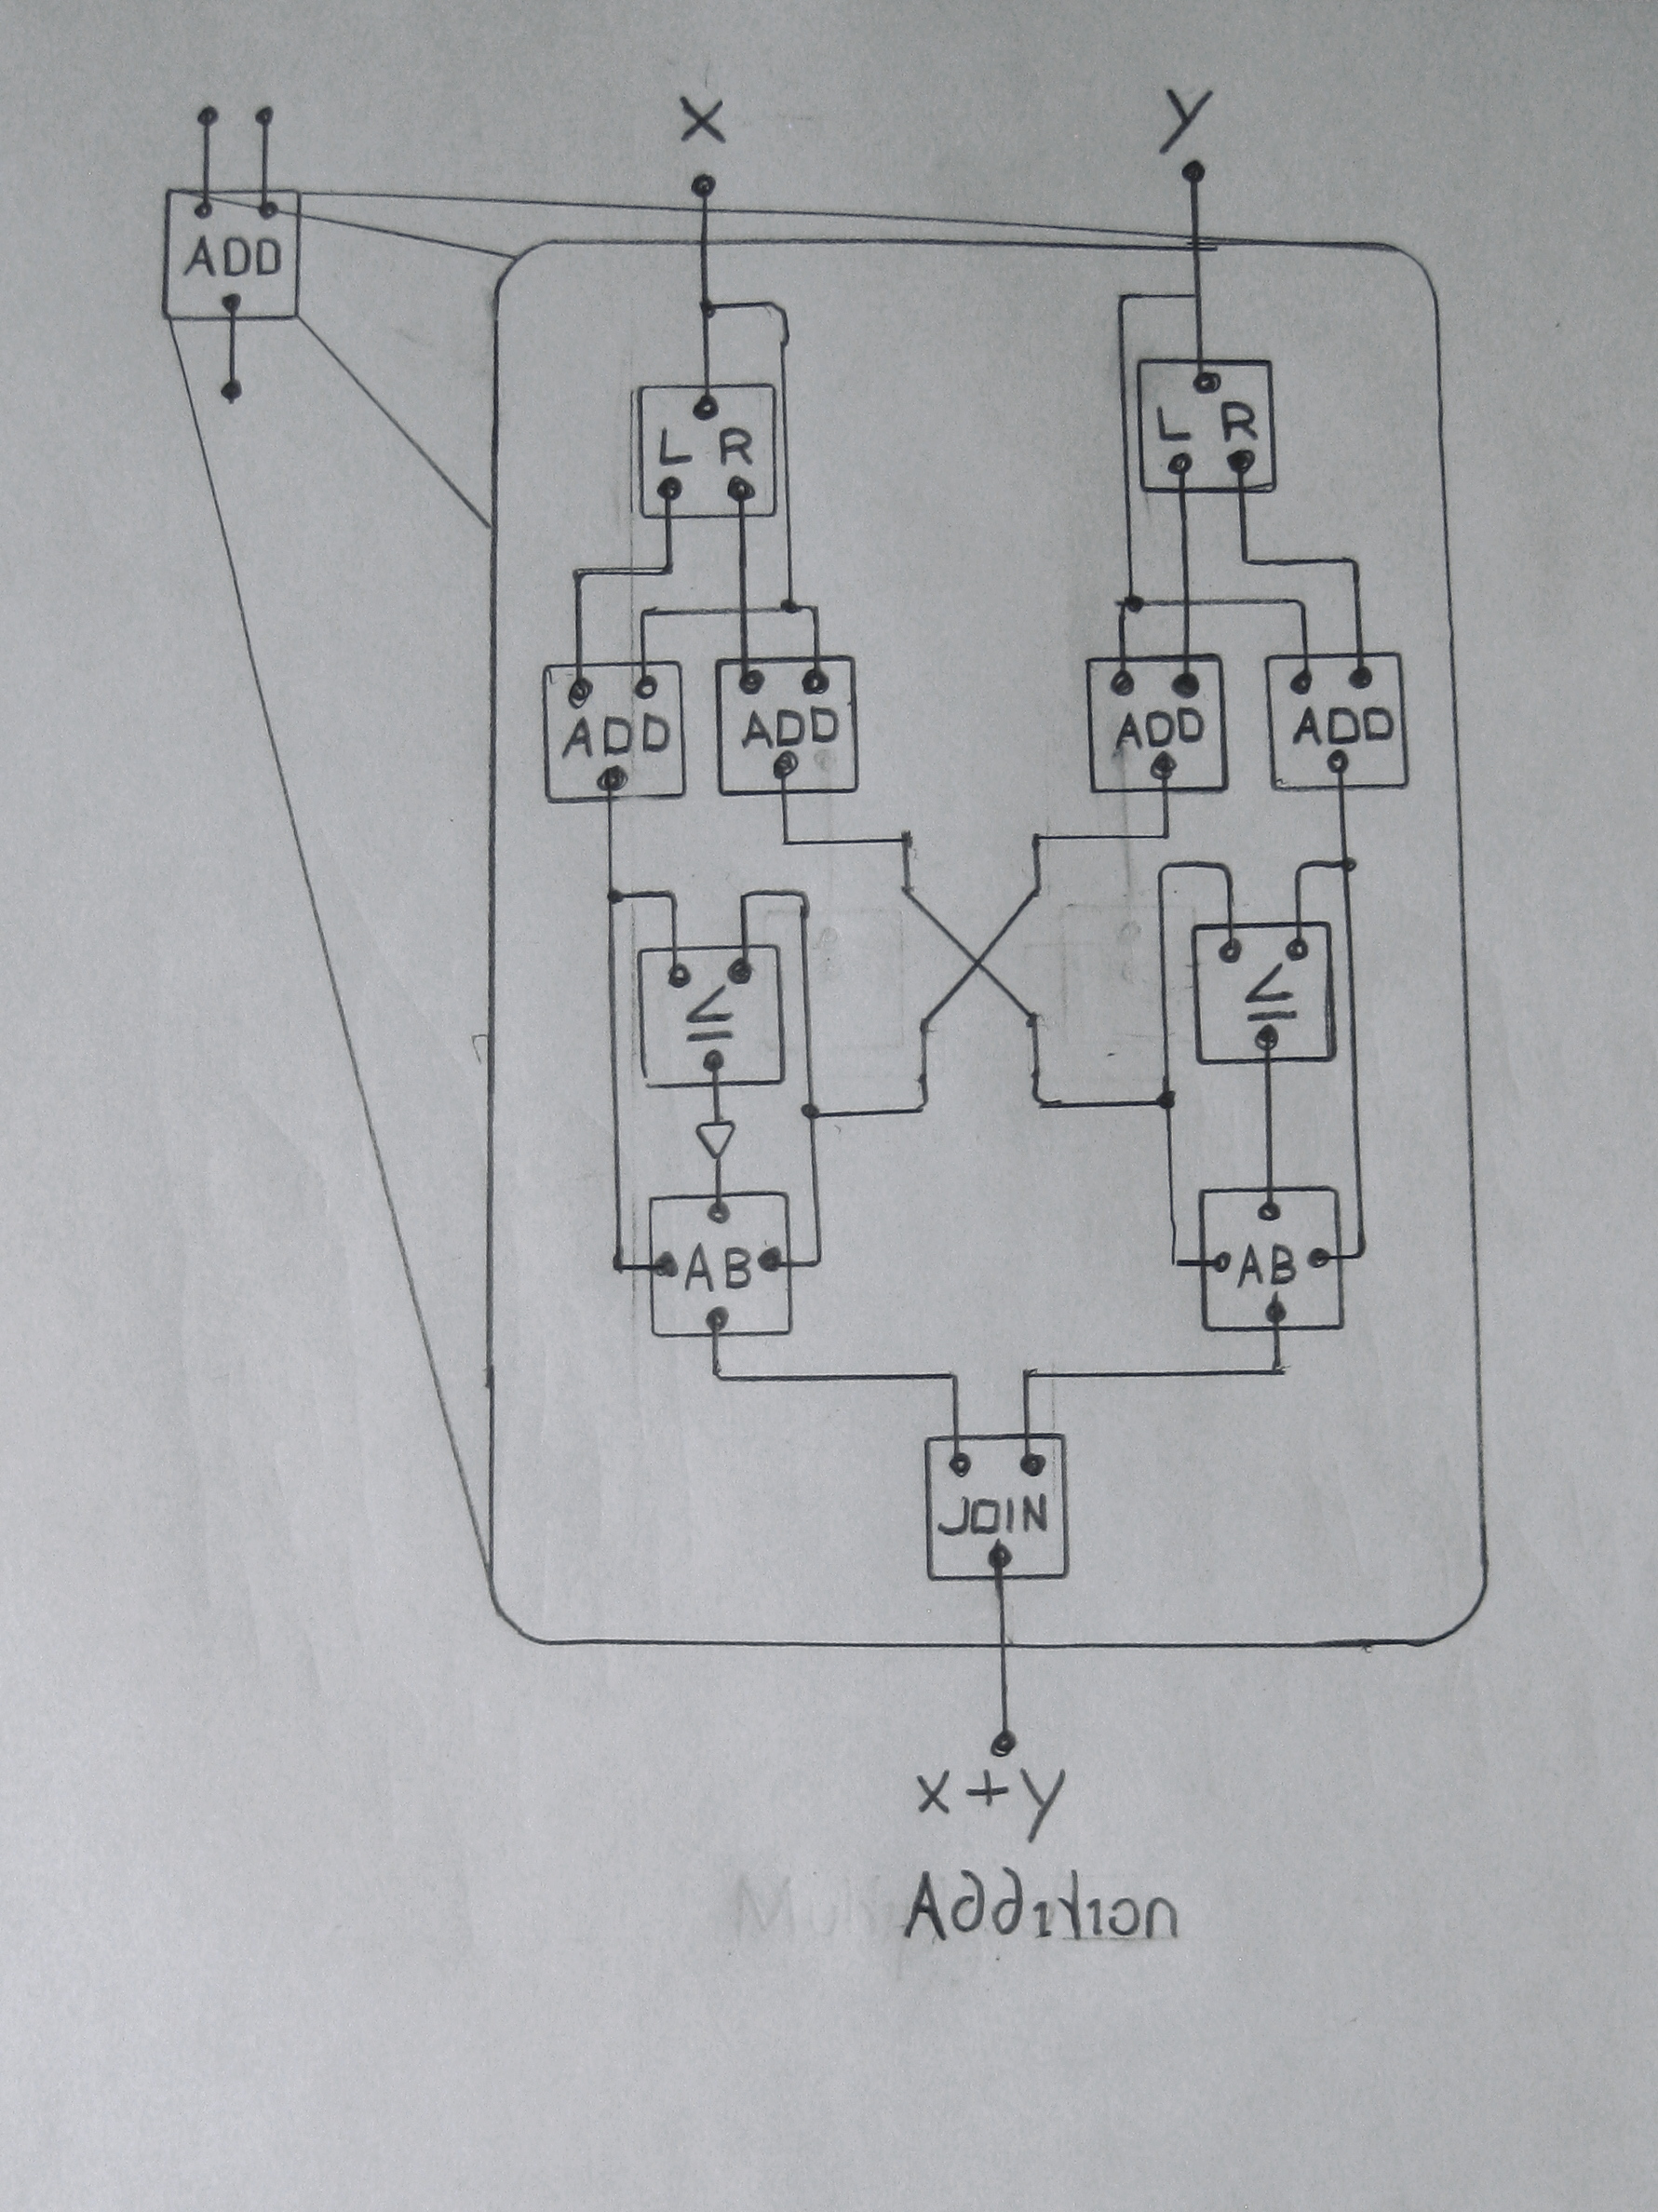 X Y
ADD
L R L R
ADD ADD ADD ADD
≤ ≤
AB AB
JOIN
x+y
Addition